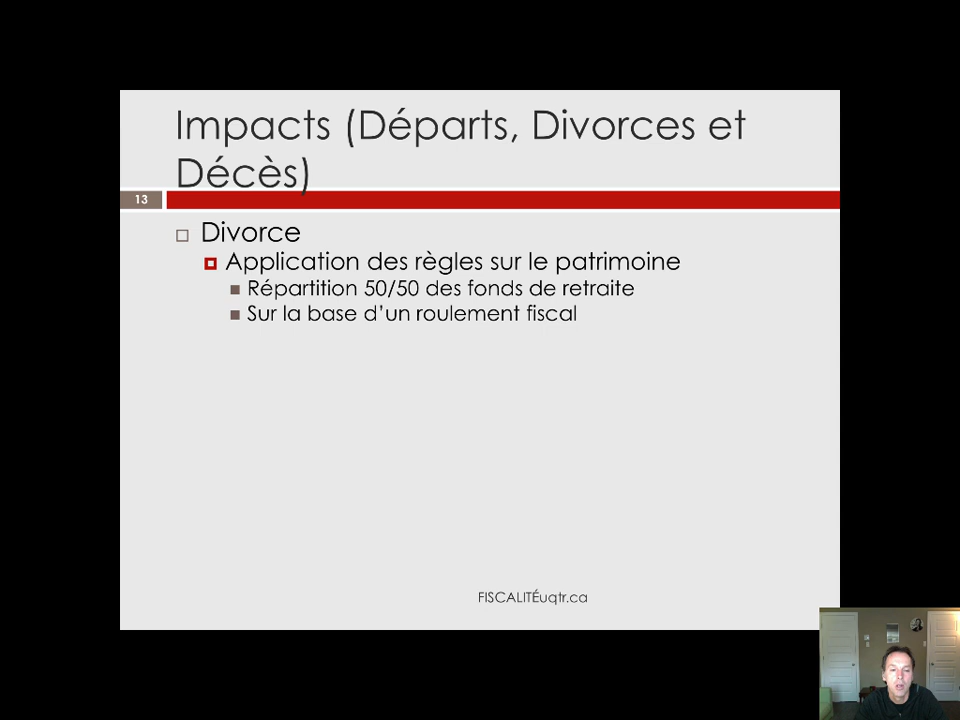 Impacts (Départs, Divorces et
Décès)
13
Divorce
Application des règles sur le patrimoine
Répartition 50/50 des fonds de retraite
Sur la base d'un roulement fiscal
FISCALITÉuqtr.ca